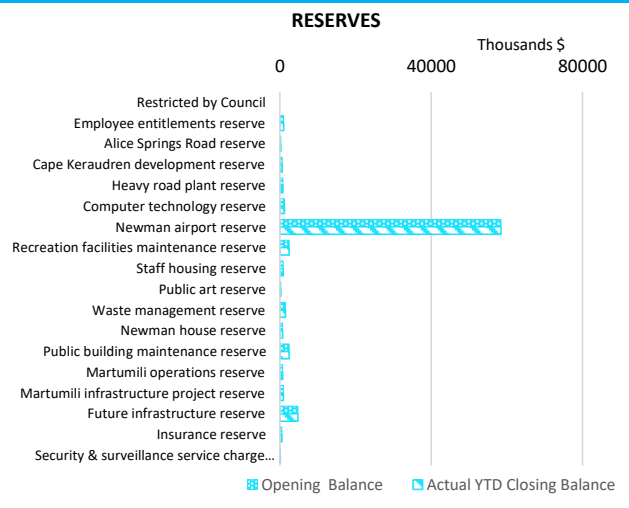 RESERVES
Thousands $
0 40000 80000
Restricted by Council
Employee entitlements reserve
Alice Springs Road reserve
Cape Keraudren development reserve
Heavy road plant reserve
Computer technology reserve
Newman airport reserve
Recreation facilities maintenance reserve
Staff housing reserve
Public art reserve
Waste management reserve
Newman house reserve
Public building maintenance reserve
Martumili operations reserve
Martumili infrastructure project reserve
Future infrastructure reserve
Insurance reserve
Security & surveillance service charge...
Opening Balance Actual YTD Closing Balance